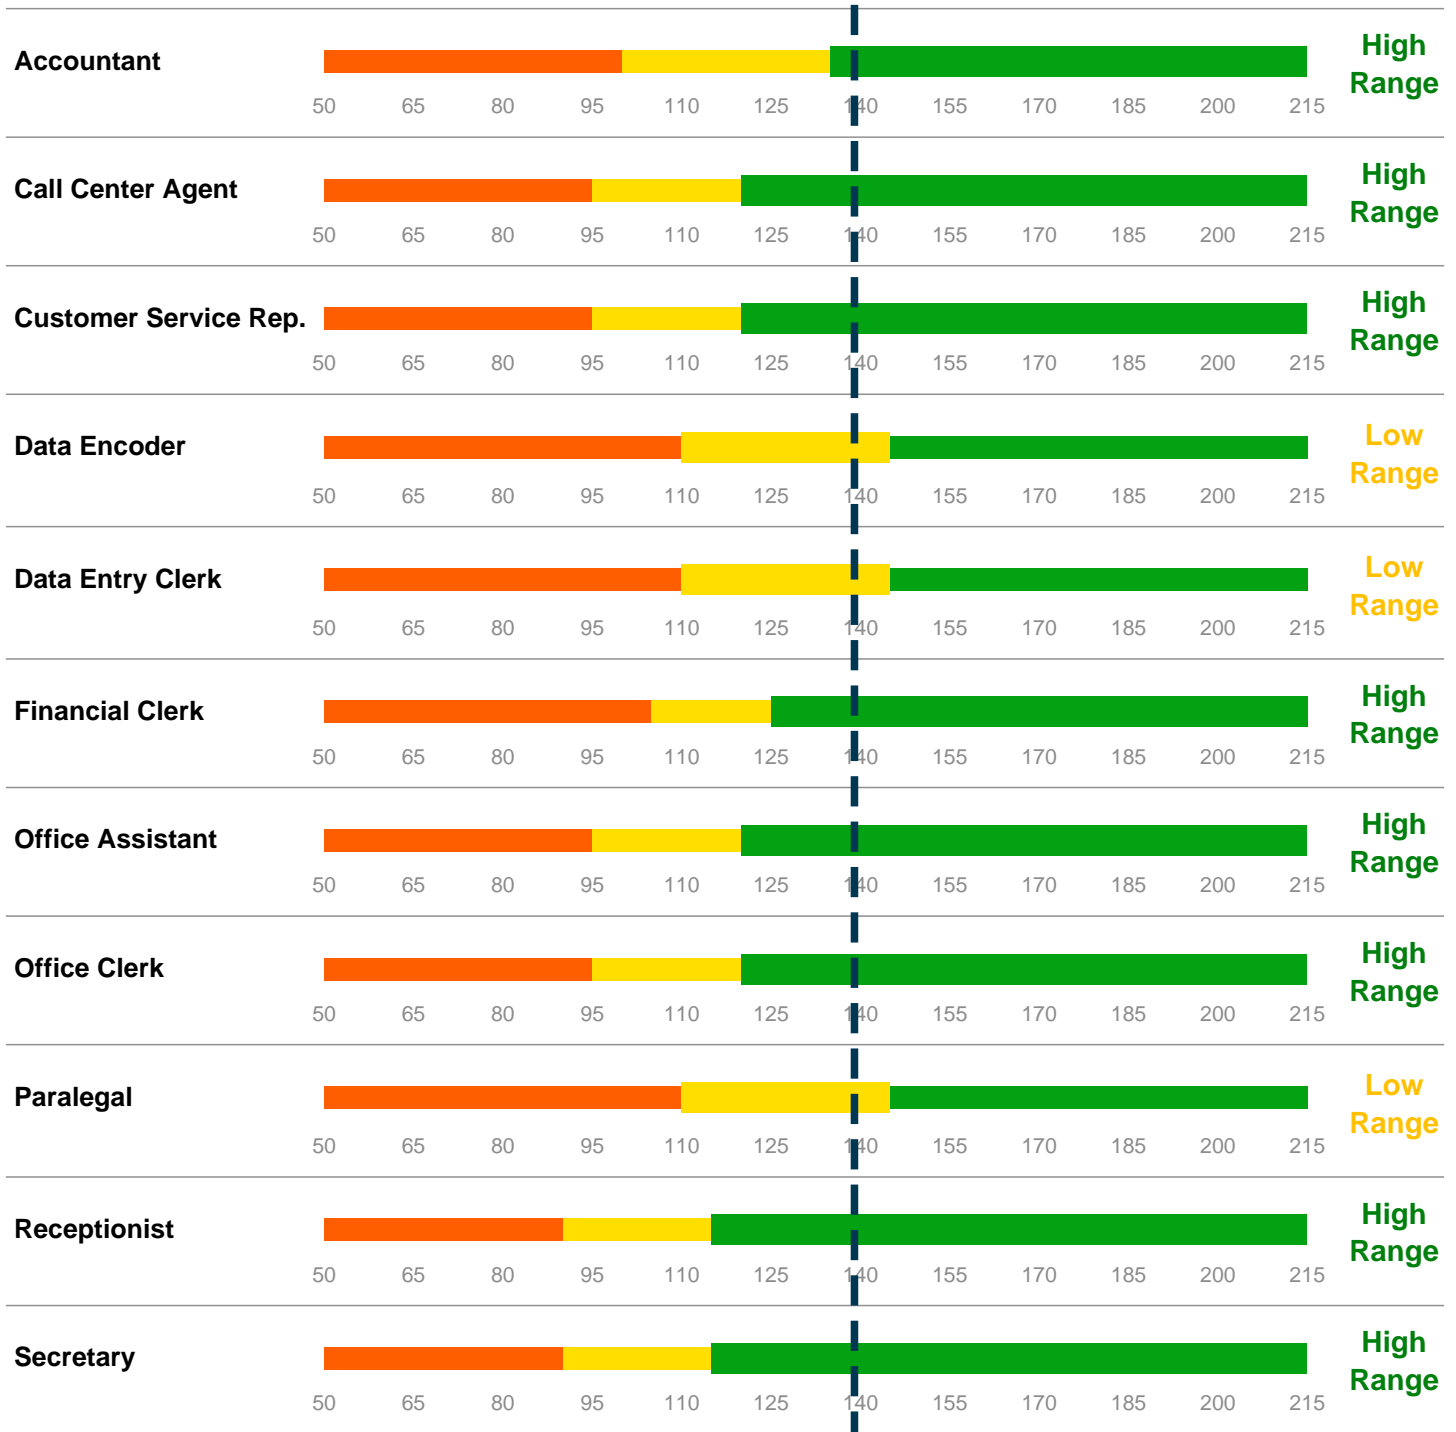 Accountant
High
Range
50 65 80 95 110 125 140 155 170 185 200 215
Call Center Agent
High
Range
50 65 80 95 110 125 140 155 170 185 200 215
Customer Service Rep.
High
Range
50 65 80 95 110 125 140 155 170 185 200 215
Data Encoder
Low
Range
50 65 80 95 110 125 140 155 170 185 200 215
Data Entry Clerk
Low
Range
50 65 80 95 110 125 140 155 170 185 200 215
Financial Clerk
High
Range
50 65 80 95 110 125 140 155 170 185 200 215
Office Assistant
High
Range
50 65 80 95 110 125 140 155 170 185 200 215
Office Clerk
High
Range
50 65 80 95 110 125 140 155 170 185 200 215
Paralegal
Low
Range
50 65 80 95 110 125 140 155 170 185 200 215
Receptionist
High
Range
50 65 80 95 110 125 140 155 170 185 200 215
Secretary
High
Range
50 65 80 95 110 125 140 155 170 185 200 215